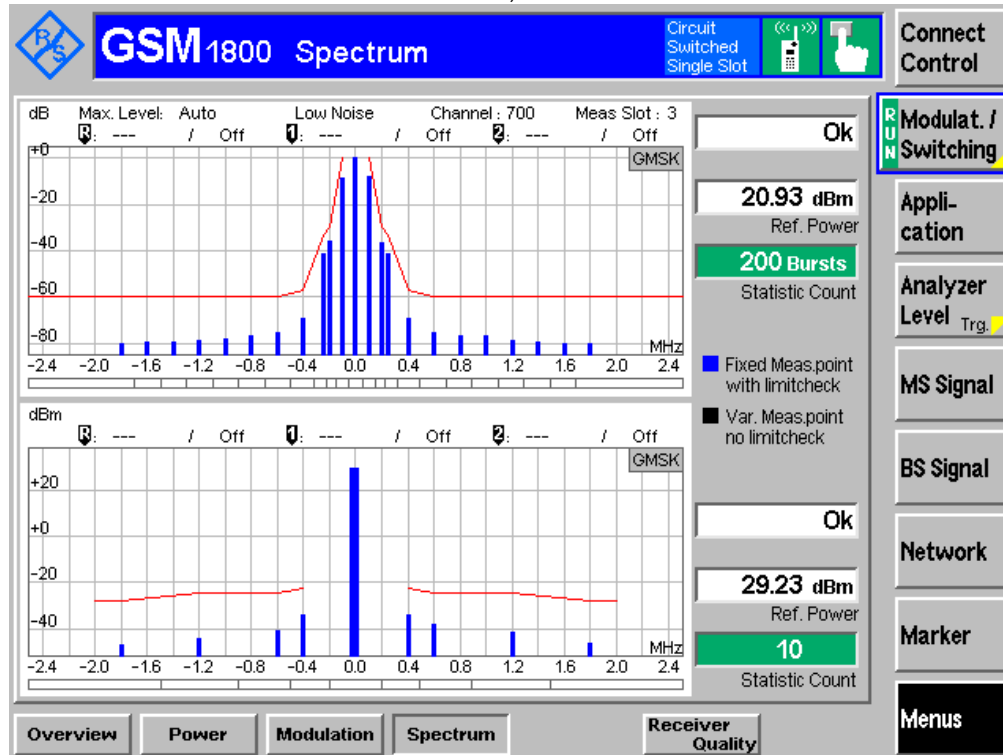 R/S
GSM 1800 Spectrum
Circuit
Switched
Single Slot
Connect
Control
dB Max. Level: Auto Low Noise Channel : 700 Meas Slot : 3
R: --- / Off 1: --- / Off 2: --- / Off
+0
-20
-40
-60
-80
GMSK
MHz
-2.4 -2.0 -1.6 -1.2 -0.8 -0.4 0.0 0.4 0.8 1.2 1.6 2.0 2.4
Ok
20.93 dBm
Ref. Power
200 Bursts
Statistic Count
Fixed Meas.point
with limitcheck
Var. Meas.point
no limitcheck
dBm
R: --- / Off 1: --- / Off 2: --- / Off
+20
+0
-20
-40
GMSK
MHz
-2.4 -2.0 -1.6 -1.2 -0.8 -0.4 0.0 0.4 0.8 1.2 1.6 2.0 2.4
Ok
29.23 dBm
Ref. Power
10
Statistic Count
RUN
Modulat. /
Switching
Appli-
cation
Analyzer
Level Trg.
MS Signal
BS Signal
Network
Marker
Menus
Overview
Power
Modulation
Spectrum
Receiver
Quality